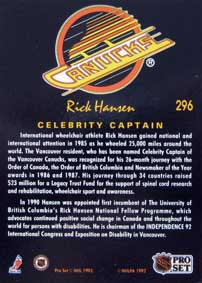 CANUCKS
®
Rick Hansen 296
CELEBRITY CAPTAIN
International wheelchair athlete Rick Hansen gained national and
international attention in 1985 as he wheeled 25,000 miles around
the world. The Vancouver resident, who has been named Celebrity Captain of
the Vancouver Canucks, was recognized for his 26-month journey with the
Order of Canada, the Order of British Columbia and Newsmaker of the Year
awards in 1986 and 1987. His journey through 34 countries raised
$23 million for a Legacy Trust Fund for the support of spinal cord research
and rehabilitation, wheelchair sport and awareness.
In 1990 Hansen was appointed first incumbent of The University of
British Columbia's Rick Hansen National Fellow Programme, which
advocates continued positive social change in Canada and throughout the
world for persons with disabilities. He is chairman of the INDEPENDENCE 92
International Congress and Exposition on Disability in Vancouver.
©NHLPA 1992
PRO
SET